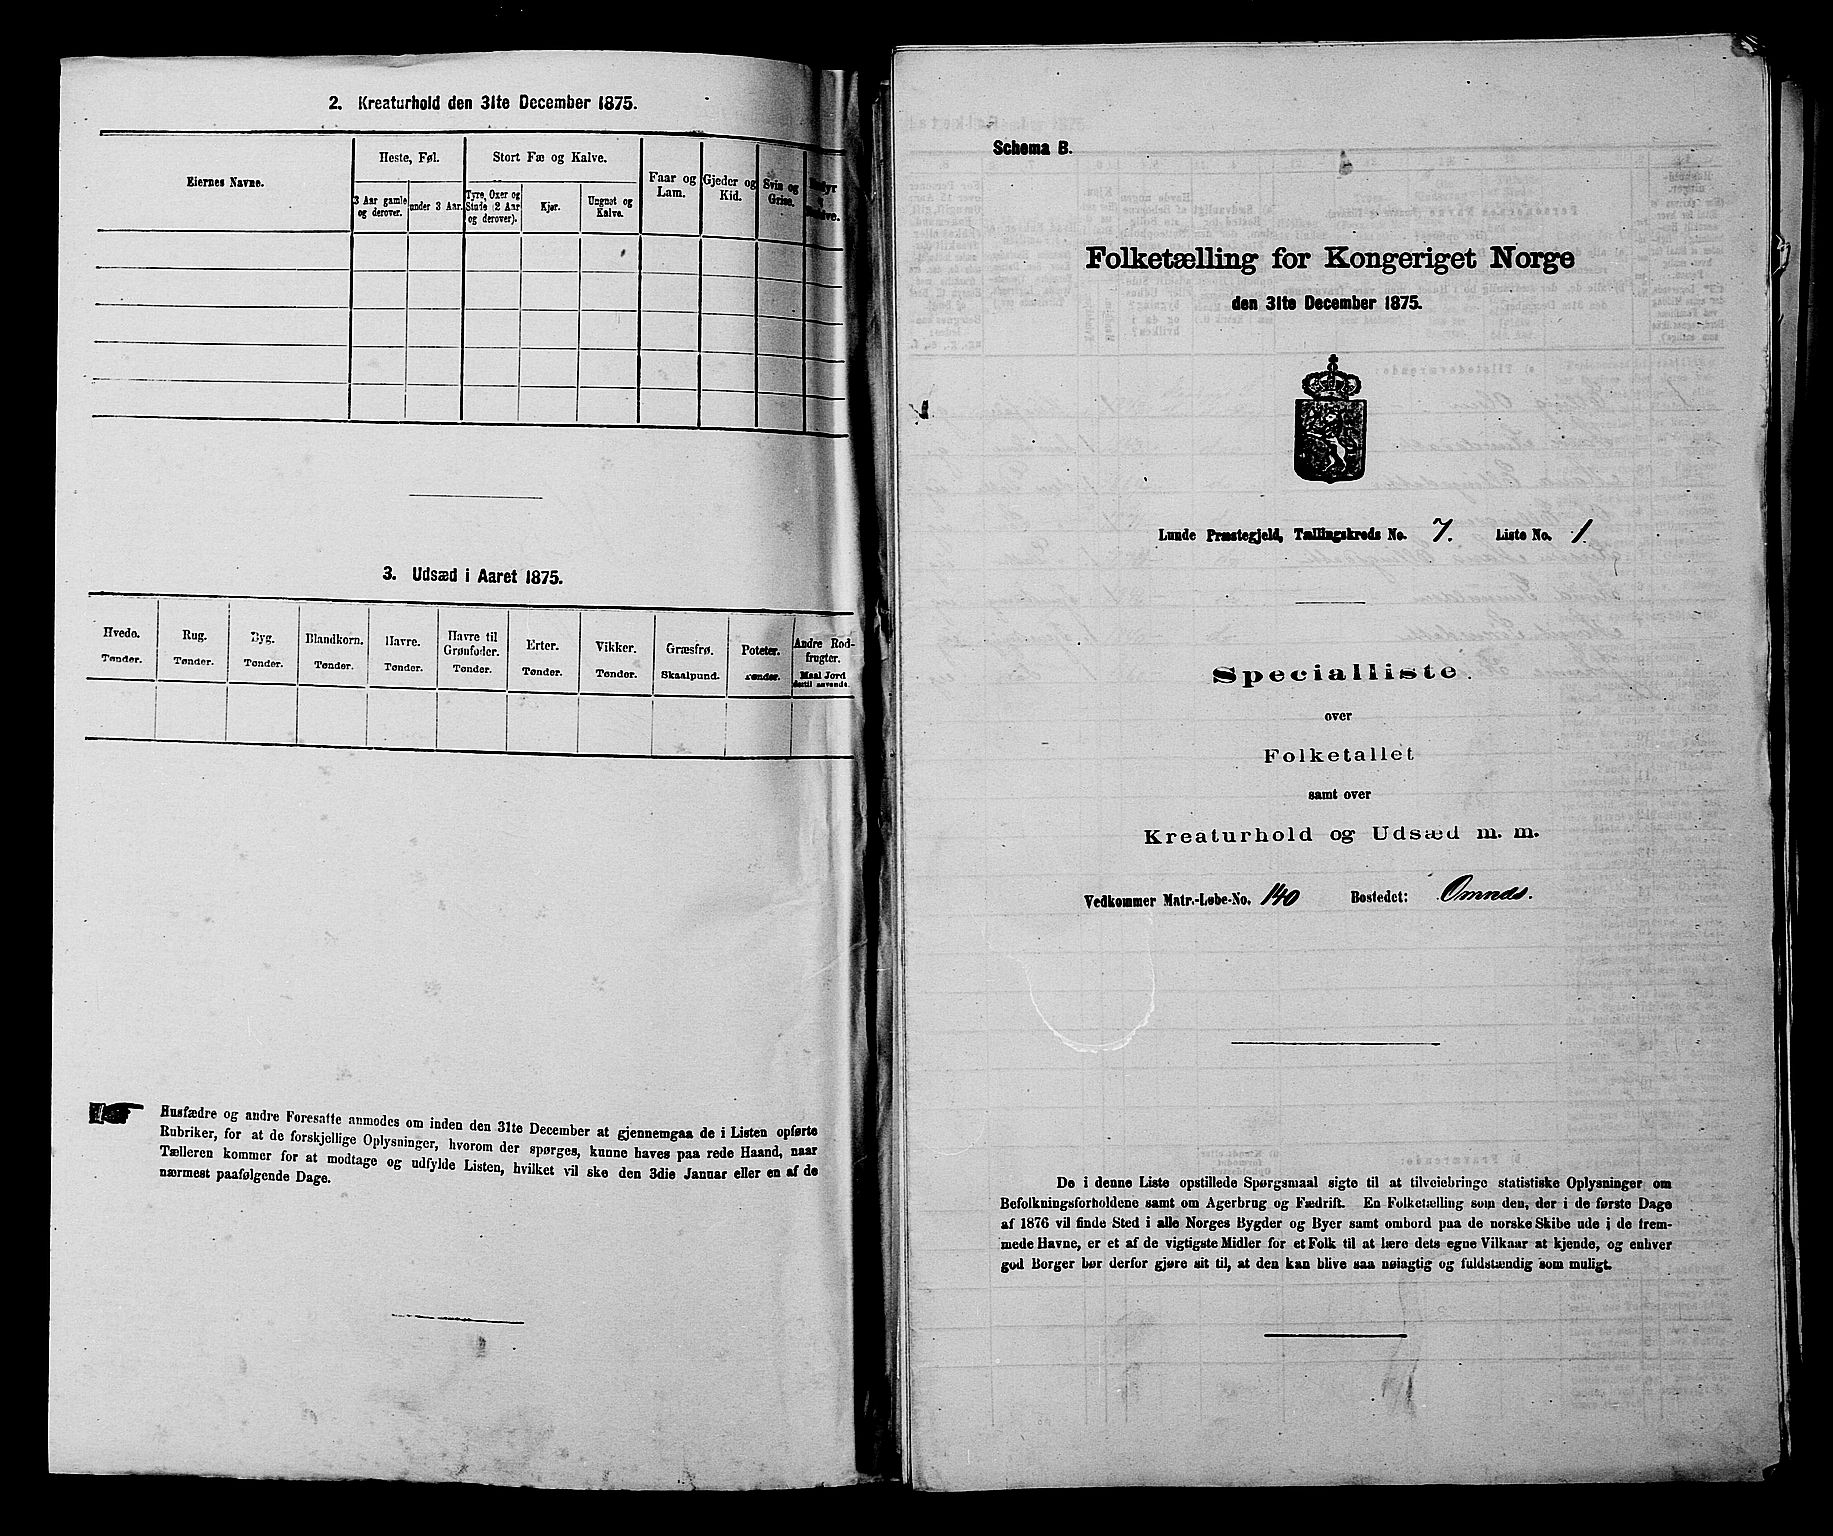 2. Kreaturhold den 31te December 1875.
Eiernes Navne.
Heste, Føl.
Stort Fæ og Kalve.
Faar og Lam.
Gjeder og Kid.
Svin og Grise.
3 Aar gamle og derover.
under 3 Aar.
Tyre, Oxer og Stude (2 Aar og derover).
Kjør.
Ungnøt og Kalve.
3. Udsæd i Aaret 1875.
Hvede. Tønder.
Rug. Tønder.
Byg. Tønder.
Blandkorn. Tønder.
Havre. Tønder.
Havre til Grønfoder. Tønder.
Erter. Tønder.
Vikker. Tønder.
Græsfrø. Skaalpund.
Poteter. Tønder.
Andre Rodfrugter. Maal Jord dertil anvendt.
Husfædre og andre Foresatte anmodes om inden den 31te December at gjennemgaa de i Listen opførte
Rubriker, for at de forskjellige Oplysninger, hvorom der spørges, kunne haves paa rede Haand, naar
Tælleren kommer for at modtage og udfylde Listen, hvilket vil ske den 3die Januar eller en af de
nærmest paafølgende Dage.
Schema B.
Folketælling for Kongeriget Norge
den 31te December 1875.
Lunde Præstegjeld, Tællingskreds No. 7. Liste No. 1
Specialliste
over
Folketallet
samt over
Kreaturhold og Udsæd m. m.
Vedkommer Matr.-Løbe-No. 140 Bostedet: Omnes.
De i denne Liste opstillede Spørgsmaal sigte til at tilveiebringe statistiske Oplysninger om
Befolkningsforholdene samt om Agerbrug og Fædrift. En Folketælling som den, der i de første Dage
af 1876 vil finde Sted i alle Norges Bygder og Byer samt ombord paa de norske Skibe ude i de frem-
mede Havne, er et af de vigtigste Midler for et Folk til at lære dets egne Vilkaar at kjende, og enhver
god Borger bør derfor gjøre sit til, at den kan blive saa nøiagtig og fuldstændig som muligt.